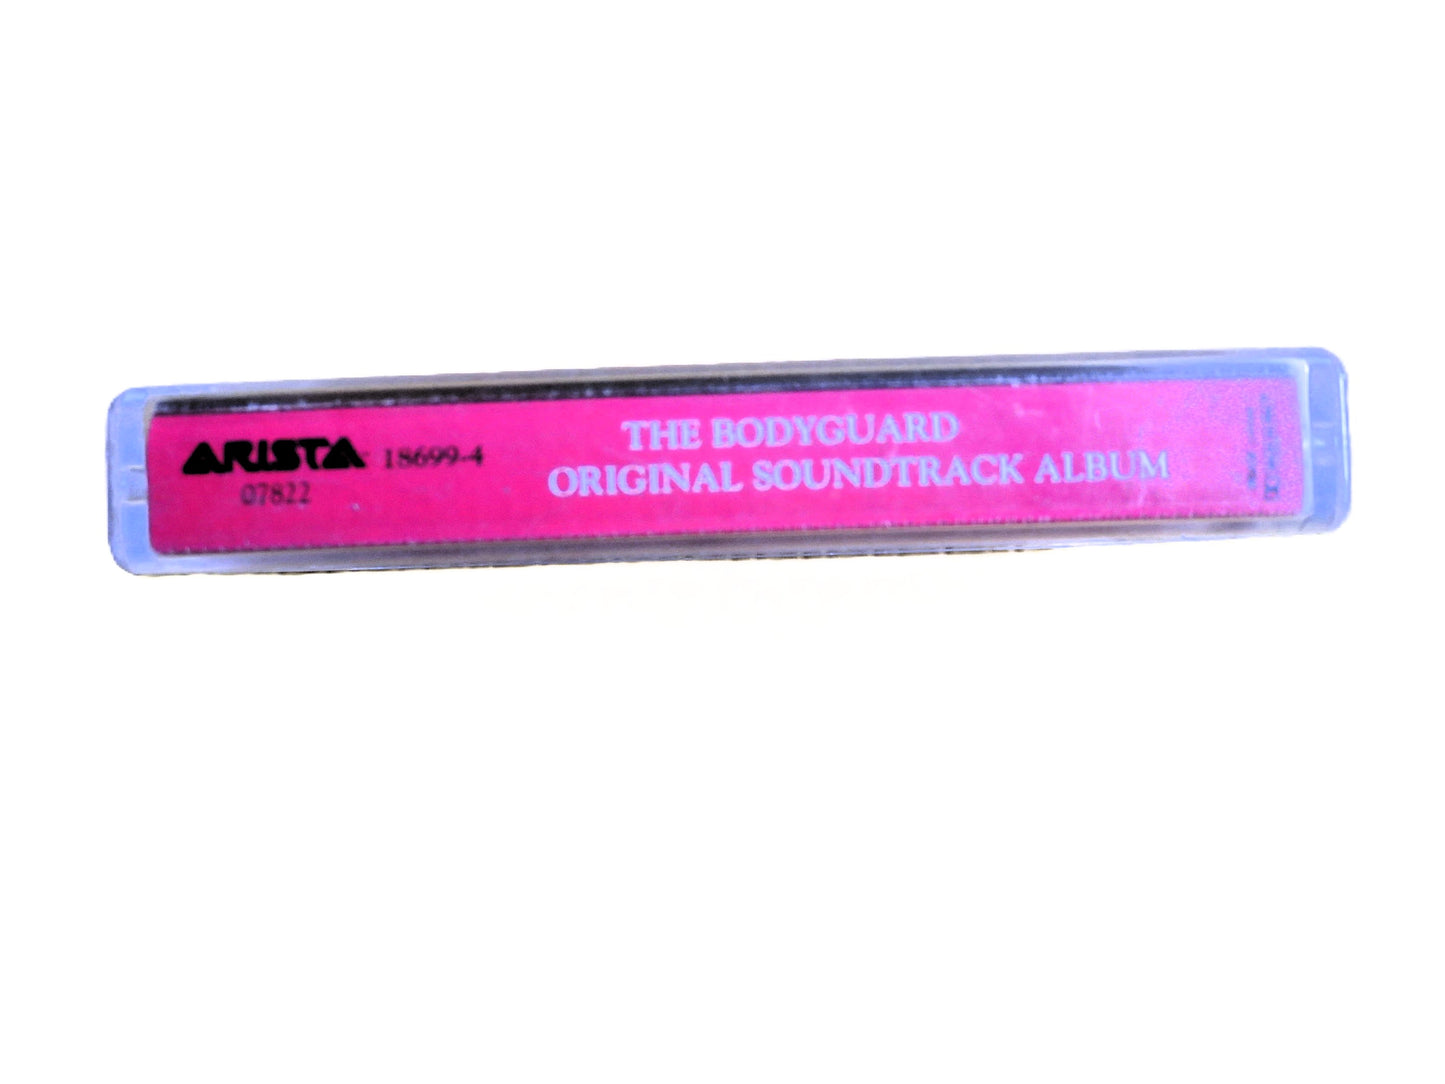 ARISTA 18699-4
07822
THE BODYGUARD
ORIGINAL SOUNDTRACK ALBUM